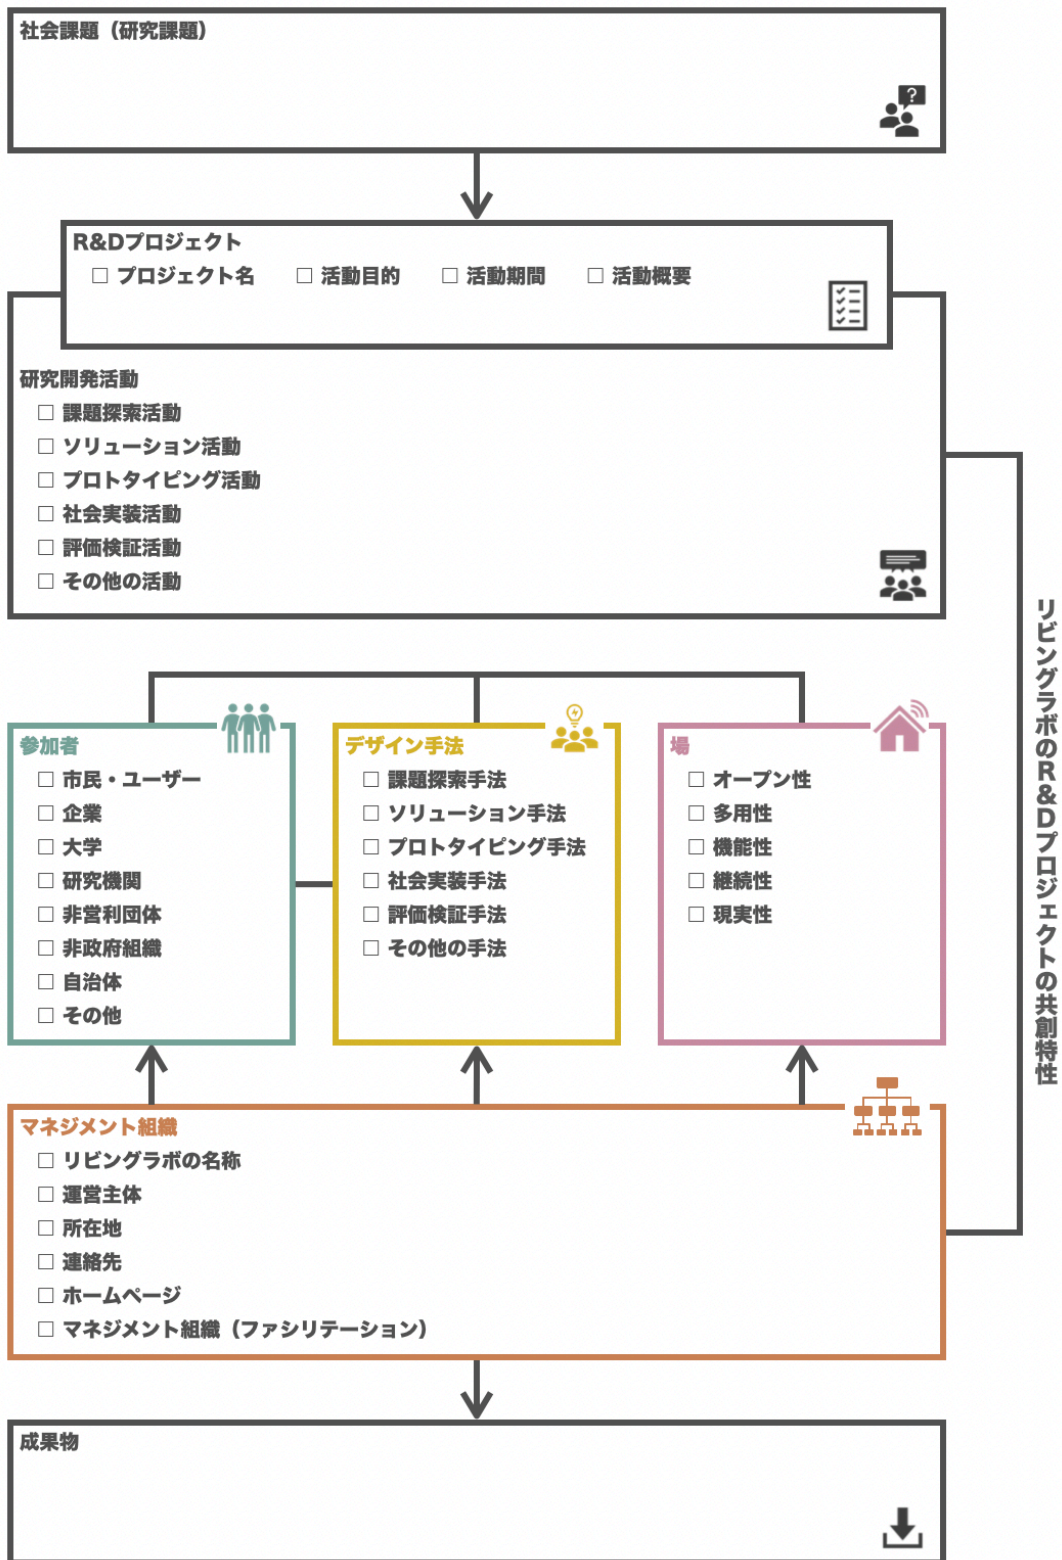 社会課題（研究課題）
?
R&Dプロジェクト
□ プロジェクト名 □ 活動目的 □ 活動期間 □ 活動概要
研究開発活動
□ 課題探索活動
□ ソリューション活動
□ プロトタイピング活動
□ 社会実装活動
□ 評価検証活動
□ その他の活動
参加者
□ 市民・ユーザー
□ 企業
□ 大学
□ 研究機関
□ 非営利団体
□ 非政府組織
□ 自治体
□ その他
デザイン手法
□ 課題探索手法
□ ソリューション手法
□ プロトタイピング手法
□ 社会実装手法
□ 評価検証手法
□ その他の手法
場
□ オープン性
□ 多用性
□ 機能性
□ 継続性
□ 現実性
リビングラボのR&Dプロジェクトの共創特性
マネジメント組織
□ リビングラボの名称
□ 運営主体
□ 所在地
□ 連絡先
□ ホームページ
□ マネジメント組織（ファシリテーション）
成果物